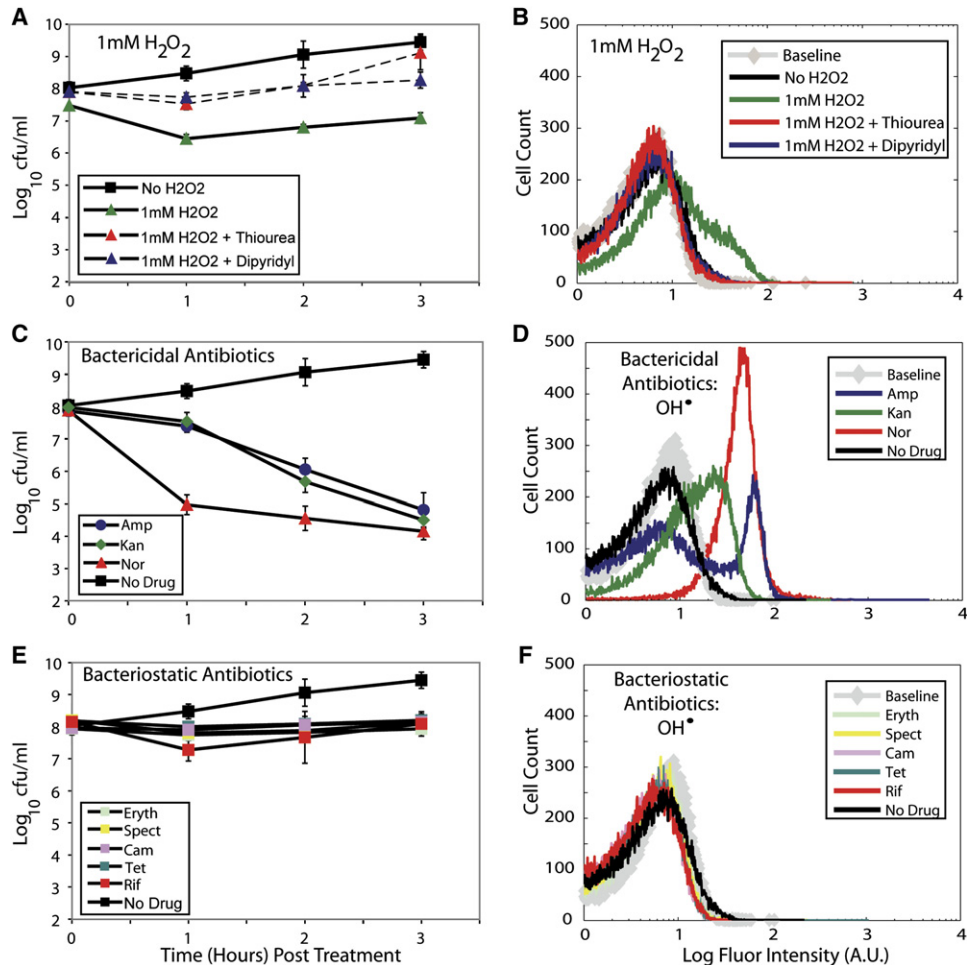 A
1mM H2O2
Log10 cfu/ml
10
9
8
7
6
5
4
3
2
No H2O2
1mM H2O2
1mM H2O2 + Thiourea
1mM H2O2 + Dipyridyl
0 1 2 3
B
1mM H2O2
Cell Count
500
400
300
200
100
0
Baseline
No H2O2
1mM H2O2
1mM H2O2 + Thiourea
1mM H2O2 + Dipyridyl
0 1 2 3 4
C
Bactericidal Antibiotics
Log10 cfu/ml
10
9
8
7
6
5
4
3
2
Amp
Kan
Nor
No Drug
0 1 2 3
D
Bactericidal
Antibiotics:
OH•
Cell Count
500
400
300
200
100
0
Baseline
Amp
Kan
Nor
No Drug
0 1 2 3 4
E
Bacteriostatic Antibiotics
Log10 cfu/ml
10
9
8
7
6
5
4
3
2
Eryth
Spect
Cam
Tet
Rif
No Drug
0 1 2 3
Time (Hours) Post Treatment
F
Bacteriostatic
Antibiotics:
OH•
Cell Count
500
400
300
200
100
0
Baseline
Eryth
Spect
Cam
Tet
Rif
No Drug
0 1 2 3 4
Log Fluor Intensity (A.U.)